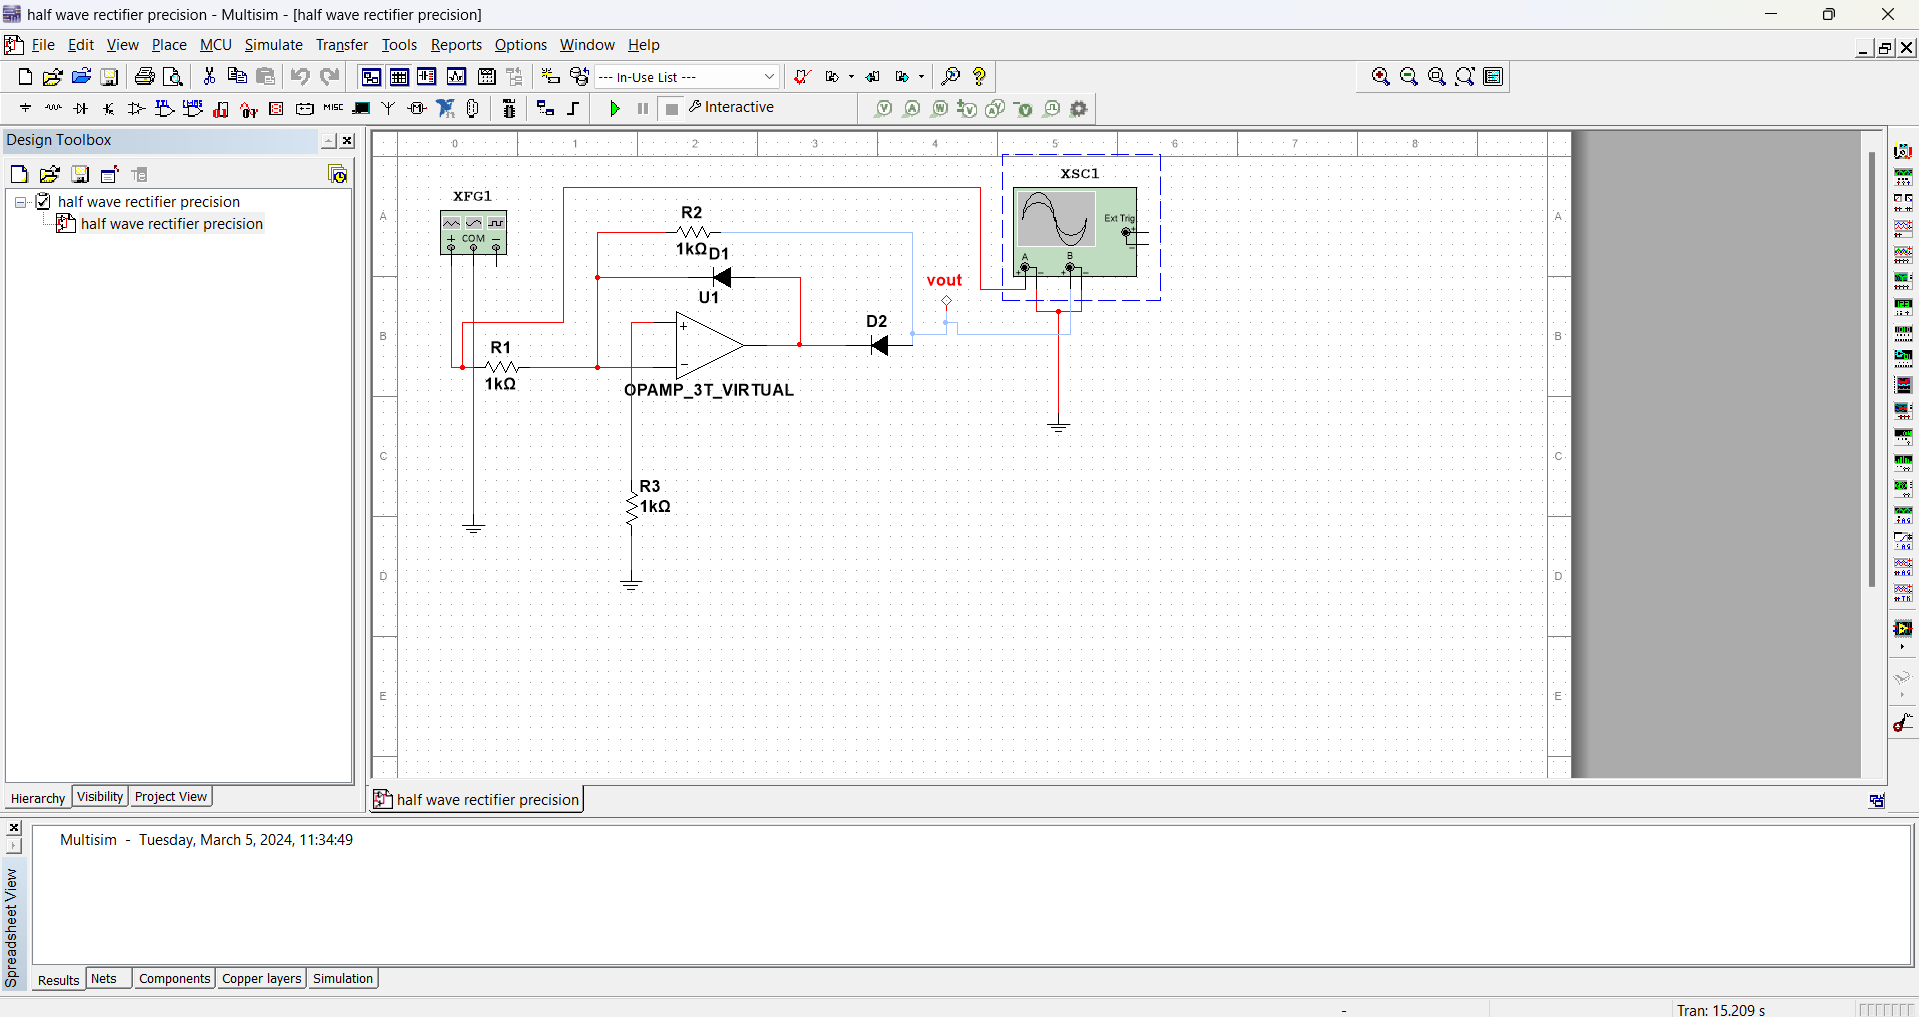 half wave rectifier precision - Multisim - [half wave rectifier precision]
File Edit View Place MCU Simulate Transfer Tools Reports Options Window Help
--- In-Use List ---
MISC
Interactive
Design Toolbox
half wave rectifier precision
half wave rectifier precision
Hierarchy Visibility Project View
0 1 2 3 4 5 6 7 8
A
B
C
D
E
A
B
C
D
E
XFG1
COM
XSC1
Ext Trig
A B
R2
1kΩ
D1
U1
vout
D2
R1
1kΩ
OPAMP_3T_VIRTUAL
R3
1kΩ
half wave rectifier precision
Spreadsheet View
Multisim - Tuesday, March 5, 2024, 11:34:49
Results Nets Components Copper layers Simulation
- Tran: 15.209 s